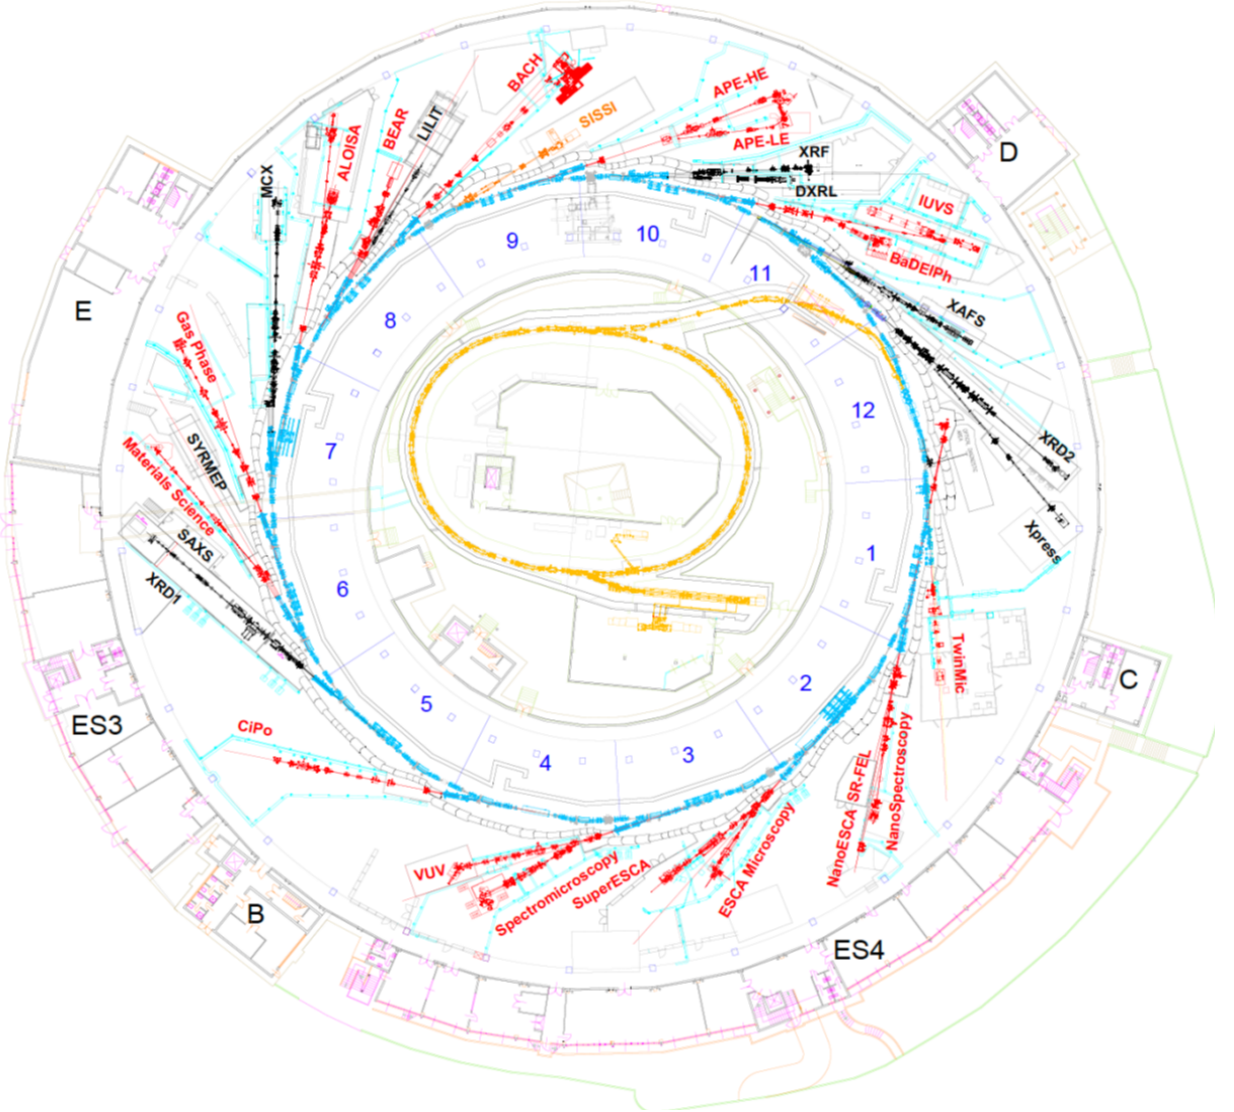 BACH
APE-HE
SISSI
BEAR
LILIT
ALOISA
APE-LE
XRF
D
MCX
DXRL
IUVS
9
10
BaDElPh
11
E
8
XAFS
Gas Phase
12
7
SYRMEP
XRD2
Materials Science
SAXS
Xpress
1
XRD1
6
TwinMic
C
2
5
ES3
CiPo
NanoSpectroscopy
3
4
NanoESCA SR-FEL
ESCA Microscopy
VUV
Spectromicroscopy
SuperESCA
B
ES4